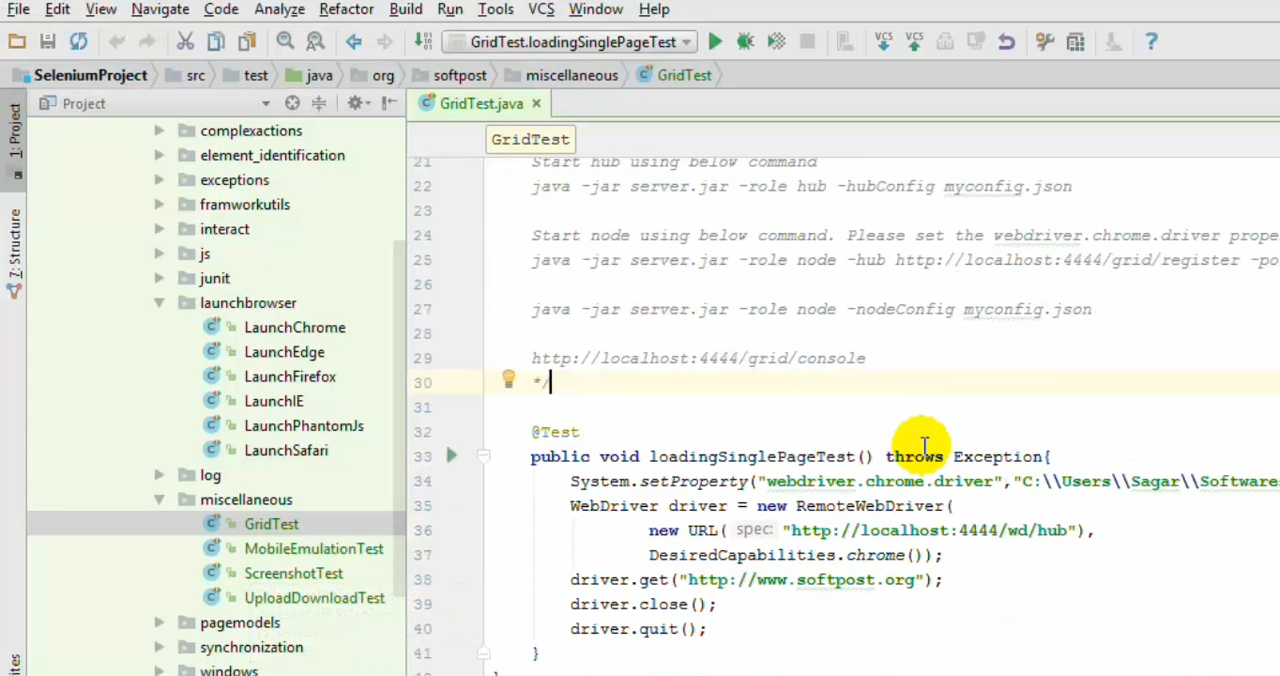 File Edit View Navigate Code Analyze Refactor Build Run Tools VCS Window Help
GridTest.loadingSinglePageTest VCS VCS ?
SeleniumProject src test java org softpost miscellaneous GridTest
1: Project
7: Structure
Project
complexactions
element_identification
exceptions
framworkutils
interact
js
junit
launchbrowser
LaunchChrome
LaunchEdge
LaunchFirefox
LaunchIE
LaunchPhantomJs
LaunchSafari
log
miscellaneous
GridTest
MobileEmulationTest
ScreenshotTest
UploadDownloadTest
pagemodels
synchronization
windows
GridTest.java
GridTest
21 Start hub using below command
22 java -jar server.jar -role hub -hubConfig myconfig.json
23
24 Start node using below command. Please set the webdriver.chrome.driver prope
25 java -jar server.jar -role node -hub http://localhost:4444/grid/register -po
26
27 java -jar server.jar -role node -nodeConfig myconfig.json
28
29 http://localhost:4444/grid/console
30 */
31
32 @Test
33 public void loadingSinglePageTest() throws Exception{
34 System.setProperty("webdriver.chrome.driver","C:\\Users\\Sagar\\Software
35 WebDriver driver = new RemoteWebDriver(
36 new URL( spec: "http://localhost:4444/wd/hub"),
37 DesiredCapabilities.chrome());
38 driver.get("http://www.softpost.org");
39 driver.close();
40 driver.quit();
41 }